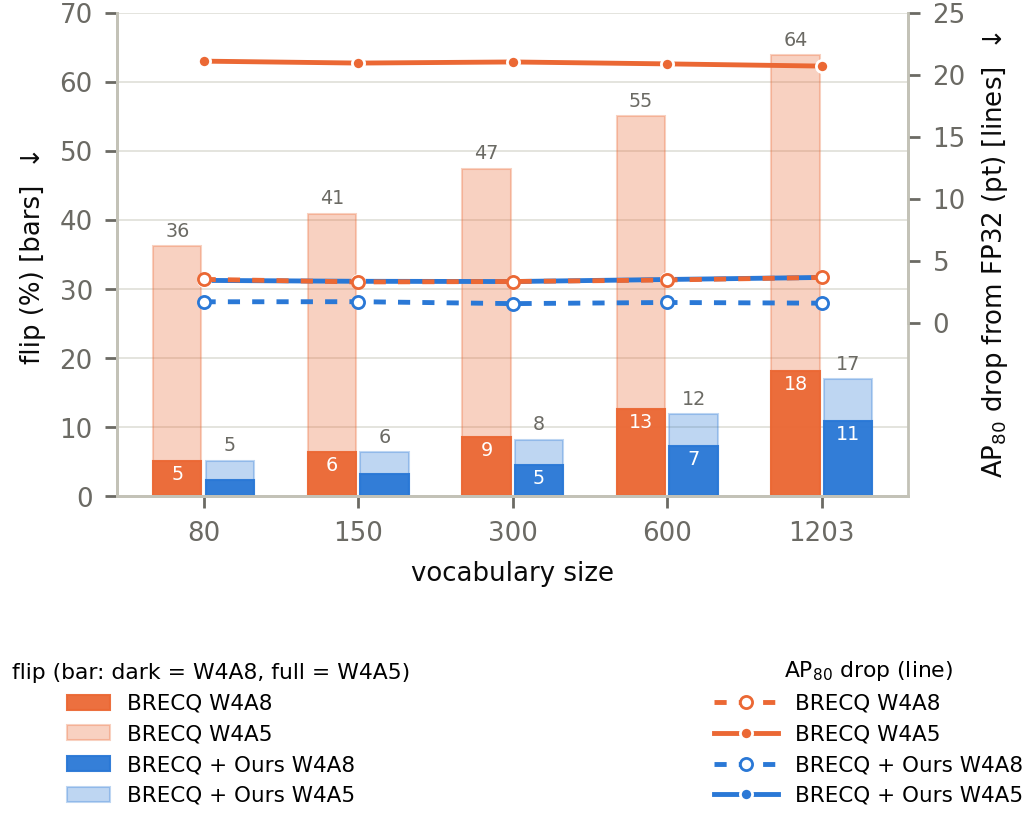 flip (%) [bars] ↓
70
60
50
40
30
20
10
0
36
41
47
55
64
5
5
6
6
9
8
5
13
12
7
18
17
11
25
20
15
10
5
0
AP80 drop from FP32 (pt) [lines] ↓
80 150 300 600 1203
vocabulary size
flip (bar: dark = W4A8, full = W4A5)
BRECQ W4A8
BRECQ W4A5
BRECQ + Ours W4A8
BRECQ + Ours W4A5
AP80 drop (line)
BRECQ W4A8
BRECQ W4A5
BRECQ + Ours W4A8
BRECQ + Ours W4A5